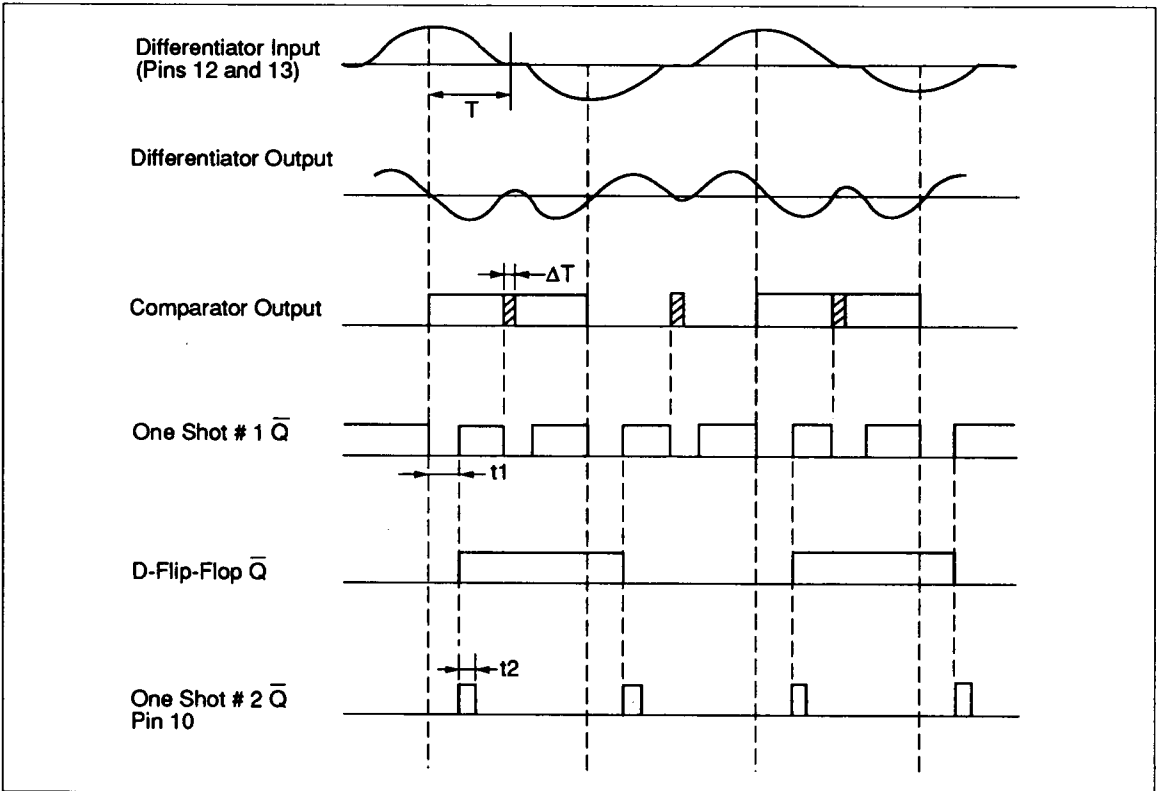 Differentiator Input
(Pins 12 and 13)
T
Differentiator Output
ΔT
Comparator Output
One Shot # 1 Q̅
t1
D-Flip-Flop Q̅
t2
One Shot # 2 Q̅
Pin 10